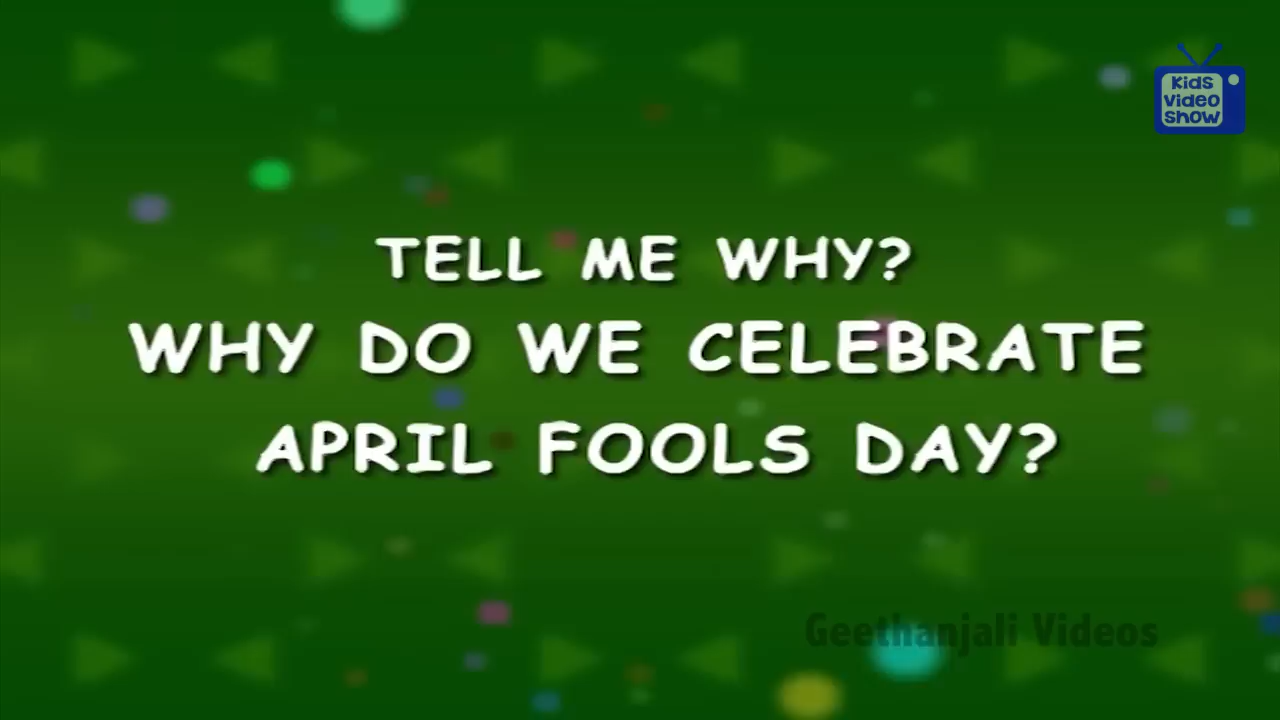 Kids
Video
Show
TELL ME WHY?
WHY DO WE CELEBRATE
APRIL FOOLS DAY?
Geethanjali Videos